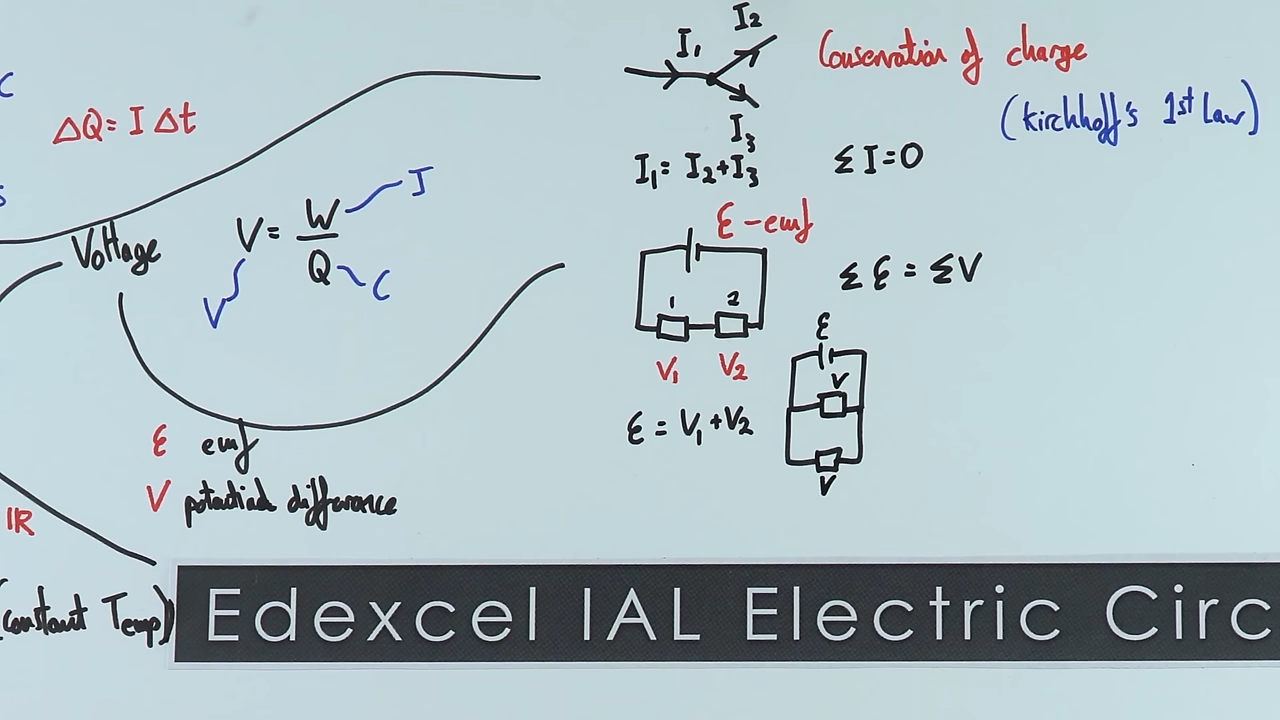 C
ΔQ = I Δt
S
Voltage
V = W/Q
I
V
C
ε emf
V potential difference
IR
(constant Temp)
I₁
I₂
I₃
I₁ = I₂ + I₃
Conservation of charge
(Kirchhoff's 1st Law)
ΣI=0
ε - emf
1 2
V₁ V₂
ε = V₁ + V₂
Σε = ΣV
ε
V
V
Edexcel IAL Electric Circ